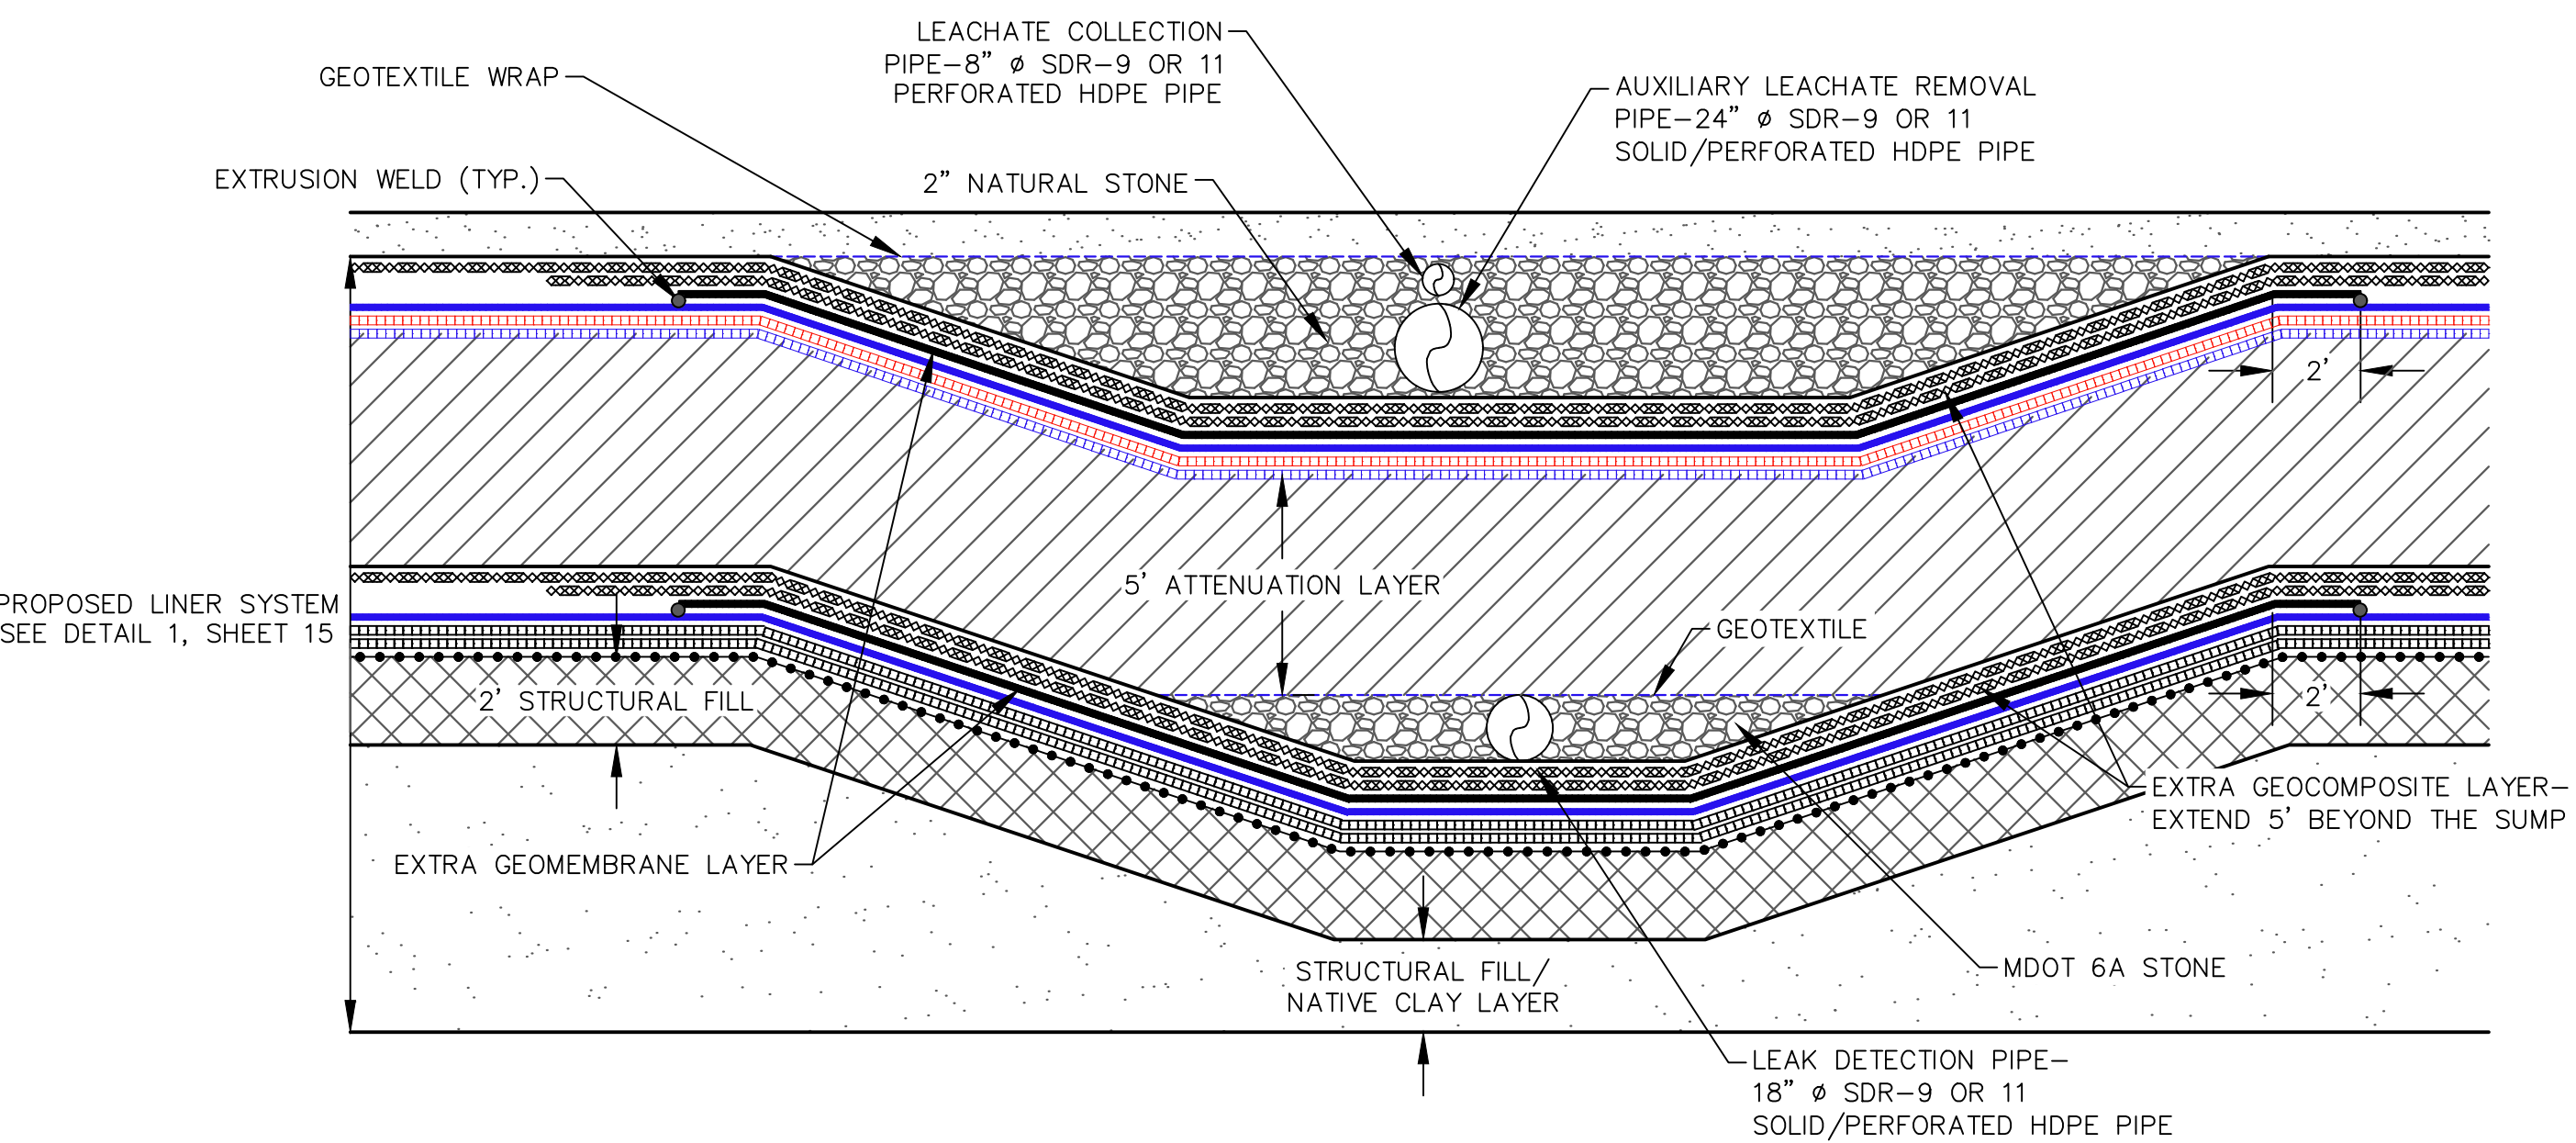 LEACHATE COLLECTION
PIPE-8" ø SDR-9 OR 11
PERFORATED HDPE PIPE
GEOTEXTILE WRAP
AUXILIARY LEACHATE REMOVAL
PIPE-24" ø SDR-9 OR 11
SOLID/PERFORATED HDPE PIPE
EXTRUSION WELD (TYP.)
2" NATURAL STONE
2'
5' ATTENUATION LAYER
PROPOSED LINER SYSTEM
SEE DETAIL 1, SHEET 15
GEOTEXTILE
2' STRUCTURAL FILL
2'
EXTRA GEOCOMPOSITE LAYER-
EXTEND 5' BEYOND THE SUMP
EXTRA GEOMEMBRANE LAYER
STRUCTURAL FILL/
NATIVE CLAY LAYER
MDOT 6A STONE
LEAK DETECTION PIPE-
18" ø SDR-9 OR 11
SOLID/PERFORATED HDPE PIPE